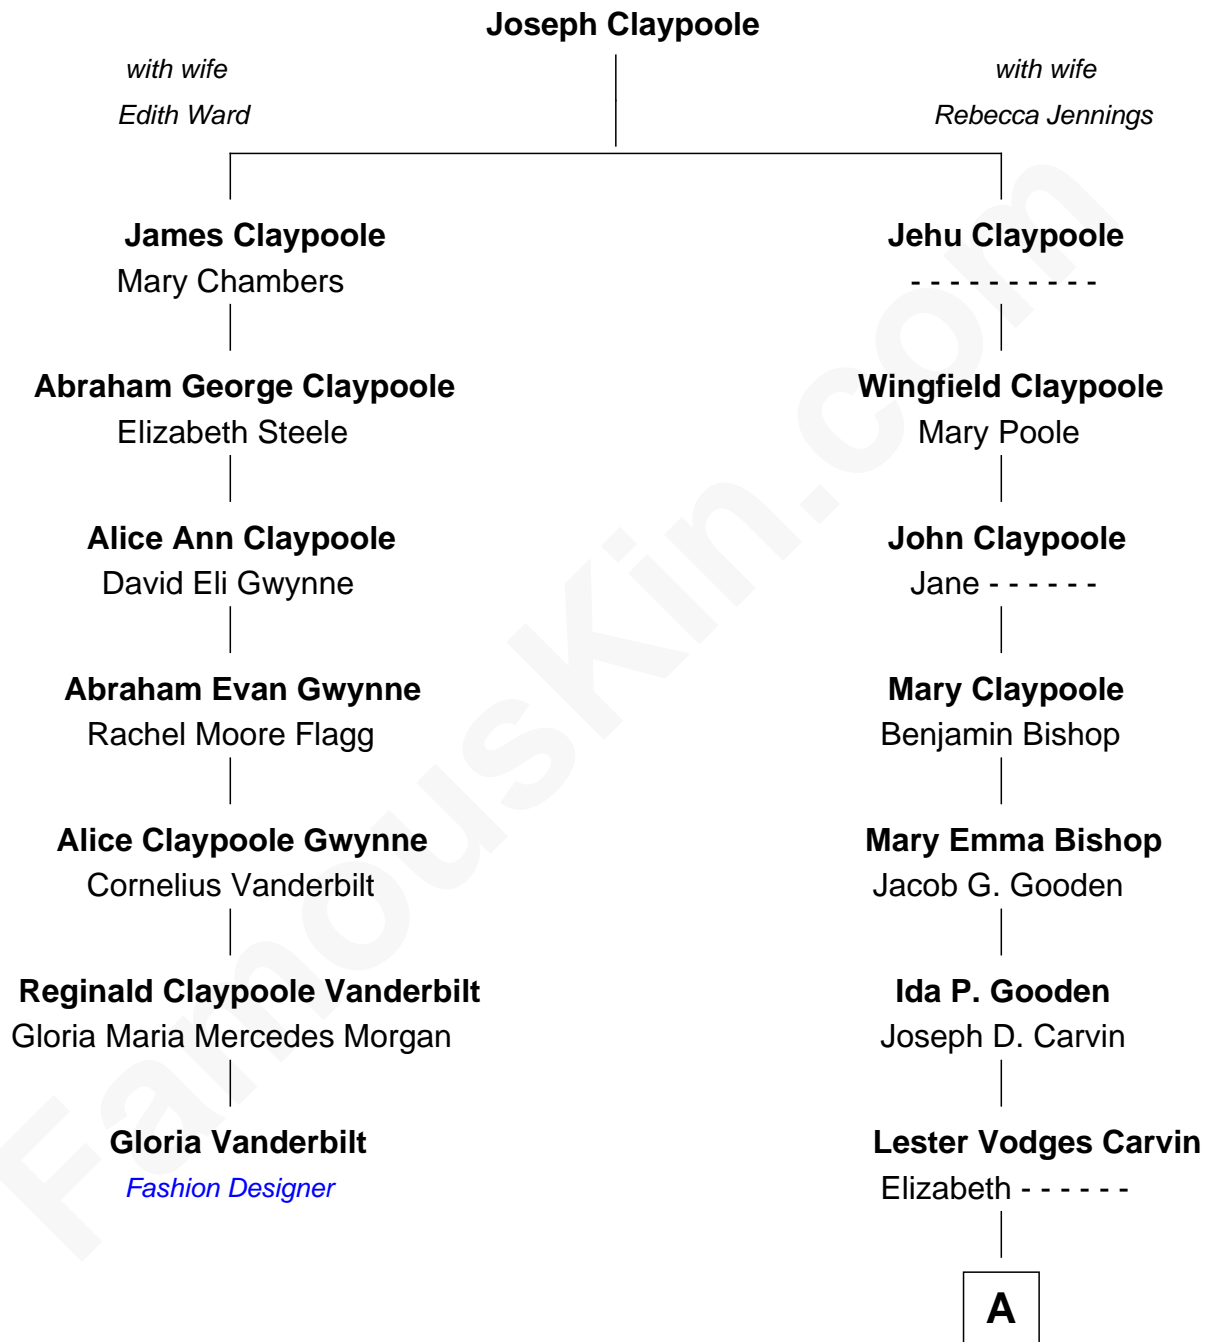 Joseph Claypoole
with wife
Edith Ward
with wife
Rebecca Jennings
James Claypoole
Mary Chambers
Jehu Claypoole
- - - - - - - - - -
Abraham George Claypoole
Elizabeth Steele
Wingfield Claypoole
Mary Poole
Alice Ann Claypoole
David Eli Gwynne
John Claypoole
Jane - - - - - -
Abraham Evan Gwynne
Rachel Moore Flagg
Mary Claypoole
Benjamin Bishop
Alice Claypoole Gwynne
Cornelius Vanderbilt
Mary Emma Bishop
Jacob G. Gooden
Reginald Claypoole Vanderbilt
Gloria Maria Mercedes Morgan
Ida P. Gooden
Joseph D. Carvin
Gloria Vanderbilt
Fashion Designer
Lester Vodges Carvin
Elizabeth - - - - - -
A
FamousKin.com